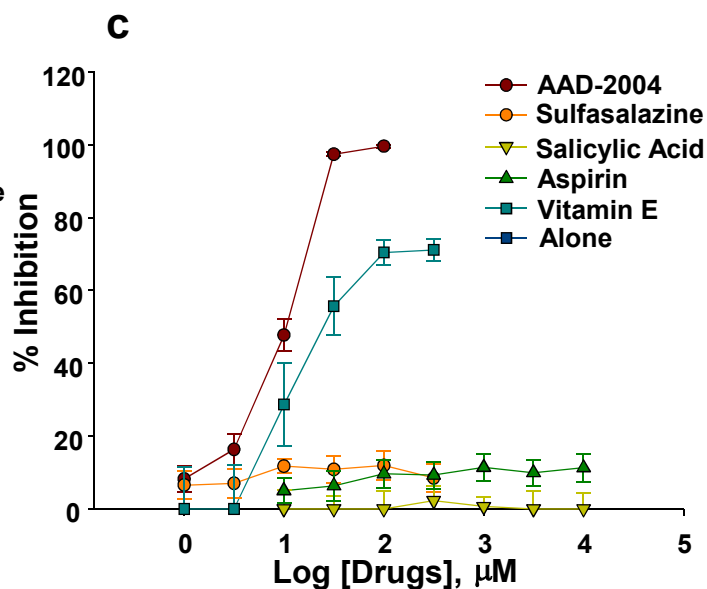 c
120
100
80
60
40
20
0
e
% Inhibition
AAD-2004
Sulfasalazine
Salicylic Acid
Aspirin
Vitamin E
Alone
0 1 2 3 4 5
Log [Drugs], μM